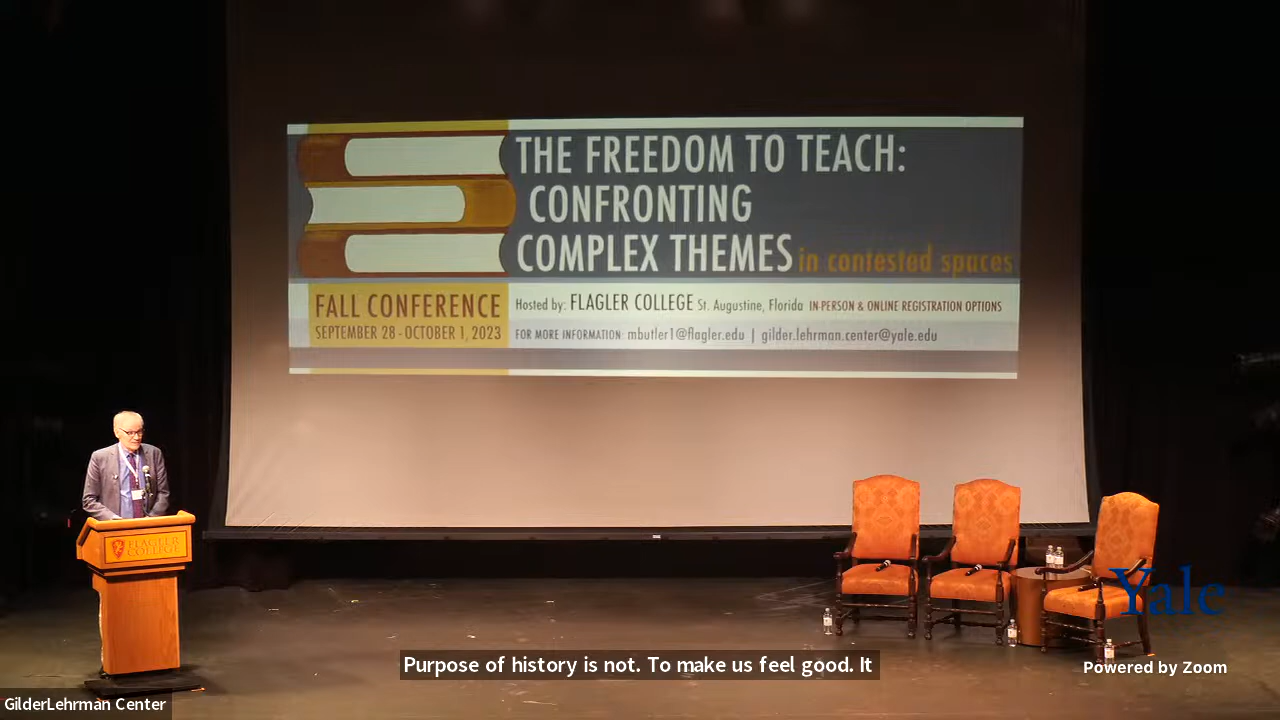 THE FREEDOM TO TEACH:
CONFRONTING
COMPLEX THEMES in contested spaces
FALL CONFERENCE
SEPTEMBER 28 - OCTOBER 1, 2023
Hosted by: FLAGLER COLLEGE St. Augustine, Florida IN-PERSON & ONLINE REGISTRATION OPTIONS
FOR MORE INFORMATION: mbutler1@flagler.edu | gilder.lehrman.center@yale.edu
FLAGLER
COLLEGE
Yale
Purpose of history is not. To make us feel good. It
Powered by Zoom
GilderLehrman Center